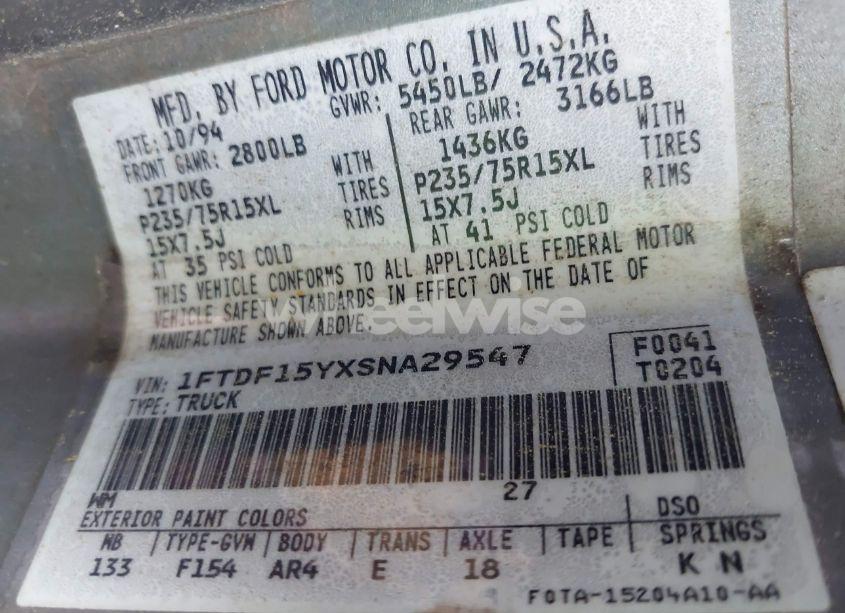 MFD. BY FORD MOTOR CO. IN U.S.A.
DATE: 10/94 GVWR: 5450LB/ 2472KG
FRONT GAWR: 2800LB REAR GAWR: 3166LB
1270KG WITH 1436KG WITH
P235/75R15XL TIRES P235/75R15XL TIRES
15X7.5J RIMS 15X7.5J RIMS
AT 35 PSI COLD AT 41 PSI COLD
THIS VEHICLE CONFORMS TO ALL APPLICABLE FEDERAL MOTOR
VEHICLE SAFETY STANDARDS IN EFFECT ON THE DATE OF
MANUFACTURE SHOWN ABOVE.
VIN: 1FTDF15YXSNA29547 F0041
TYPE: TRUCK T0204
27
WM DSO
EXTERIOR PAINT COLORS
WB TYPE-GVW BODY TRANS AXLE TAPE SPRINGS
133 F154 AR4 E 18 K N
F0TA-15204A10-AA